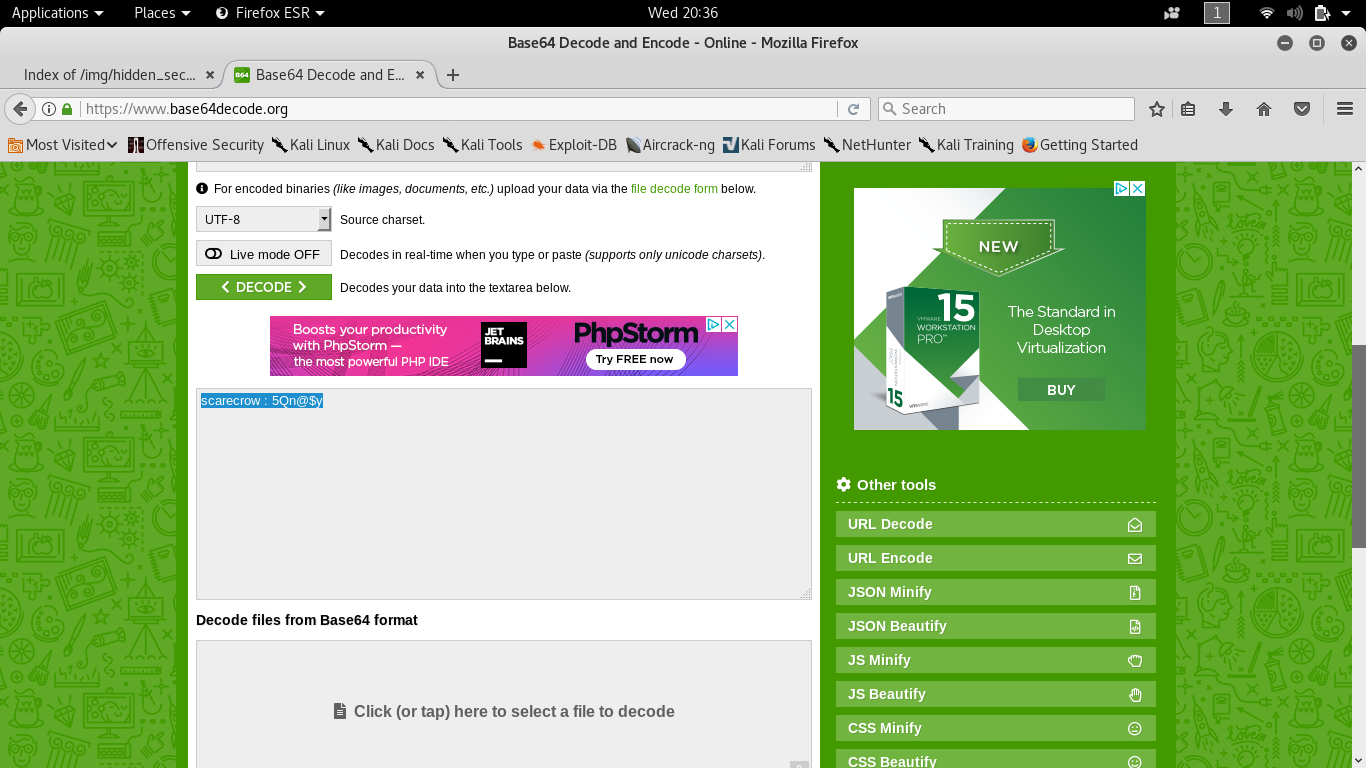 Applications Places Firefox ESR Wed 20:36 1
Base64 Decode and Encode - Online - Mozilla Firefox
Index of /img/hidden_sec... B64 Base64 Decode and E...
https://www.base64decode.org Search
Most Visited Offensive Security Kali Linux Kali Docs Kali Tools Exploit-DB Aircrack-ng Kali Forums NetHunter Kali Training Getting Started
For encoded binaries (like images, documents, etc.) upload your data via the file decode form below.
UTF-8 Source charset.
Live mode OFF Decodes in real-time when you type or paste (supports only unicode charsets).
DECODE Decodes your data into the textarea below.
Boosts your productivity
with PhpStorm —
the most powerful PHP IDE
JET
BRAINS
PhpStorm
Try FREE now
scarecrow : 5Qn@$y
Decode files from Base64 format
Click (or tap) here to select a file to decode
NEW
15
VMWARE
WORKSTATION
PRO™
15
The Standard in
Desktop
Virtualization
BUY
Other tools
URL Decode
URL Encode
JSON Minify
JSON Beautify
JS Minify
JS Beautify
CSS Minify
CSS Beautify